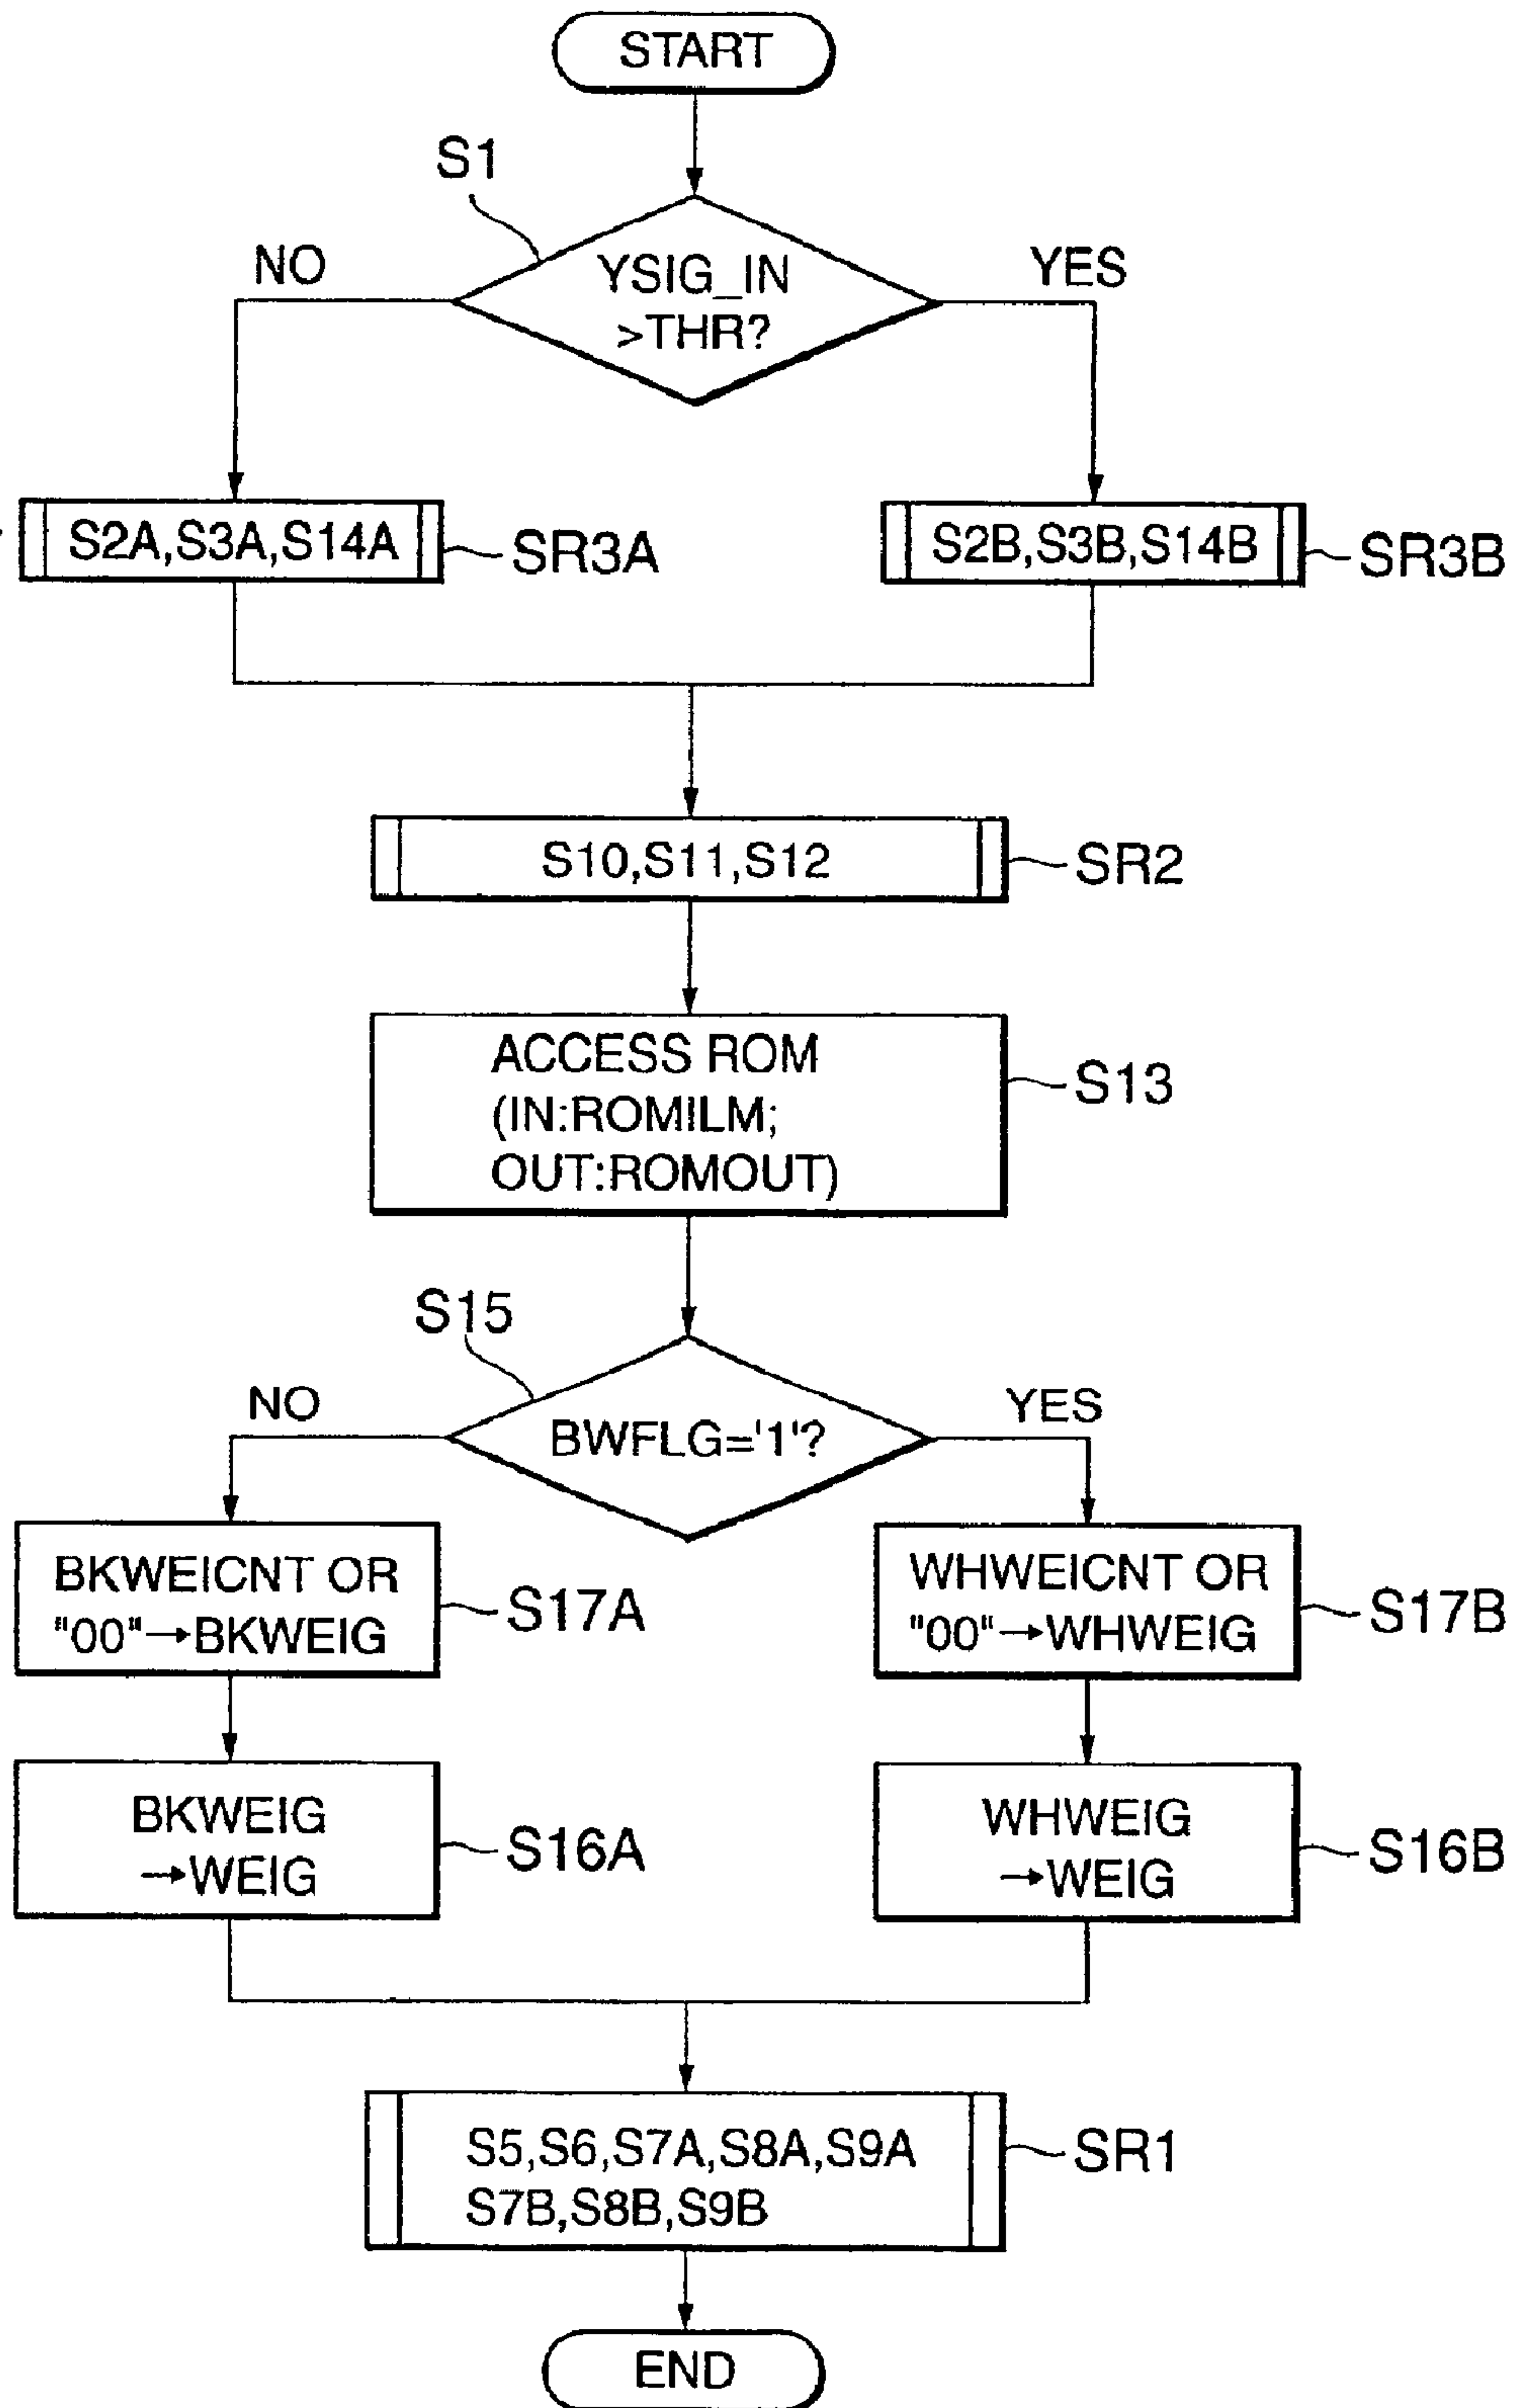 START
S1
NO
YES
YSIG_IN
>THR?
S2A,S3A,S14A
SR3A
S2B,S3B,S14B
SR3B
S10,S11,S12
SR2
ACCESS ROM
(IN:ROMILM;
OUT:ROMOUT)
S13
S15
NO
YES
BWFLG='1'?
BKWEICNT OR
"00"→BKWEIG
S17A
WHWEICNT OR
"00"→WHWEIG
S17B
BKWEIG
→WEIG
S16A
WHWEIG
→WEIG
S16B
S5,S6,S7A,S8A,S9A
S7B,S8B,S9B
SR1
END